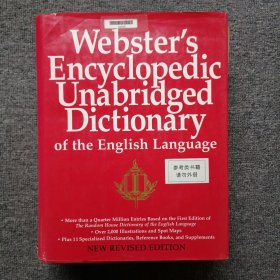 Webster's
Encyclopedic
Unabridged
Dictionary
of the English Language
参考类书籍
请勿外借
• More than a Quarter Million Entries Based on the First Edition of
The Random House Dictionary of the English Language
• Over 2,000 Illustrations and Spot Maps
• Plus 11 Specialized Dictionaries, Reference Books, and Supplements
NEW REVISED EDITION